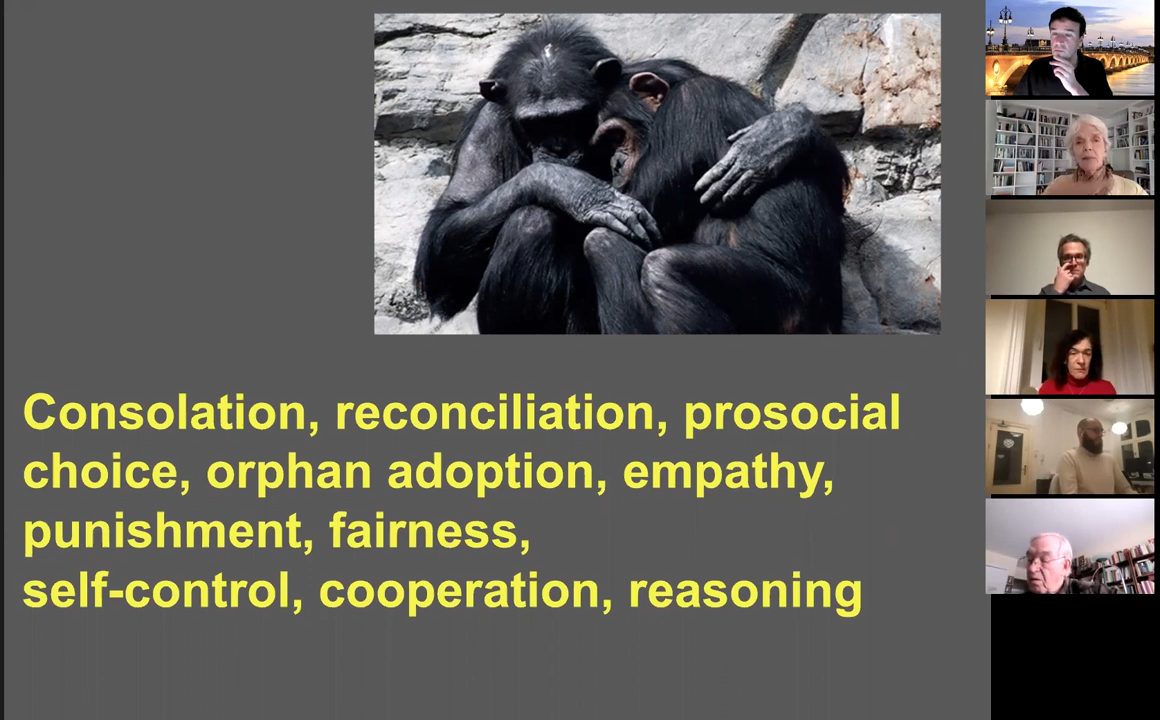 Consolation, reconciliation, prosocial
choice, orphan adoption, empathy,
punishment, fairness,
self-control, cooperation, reasoning